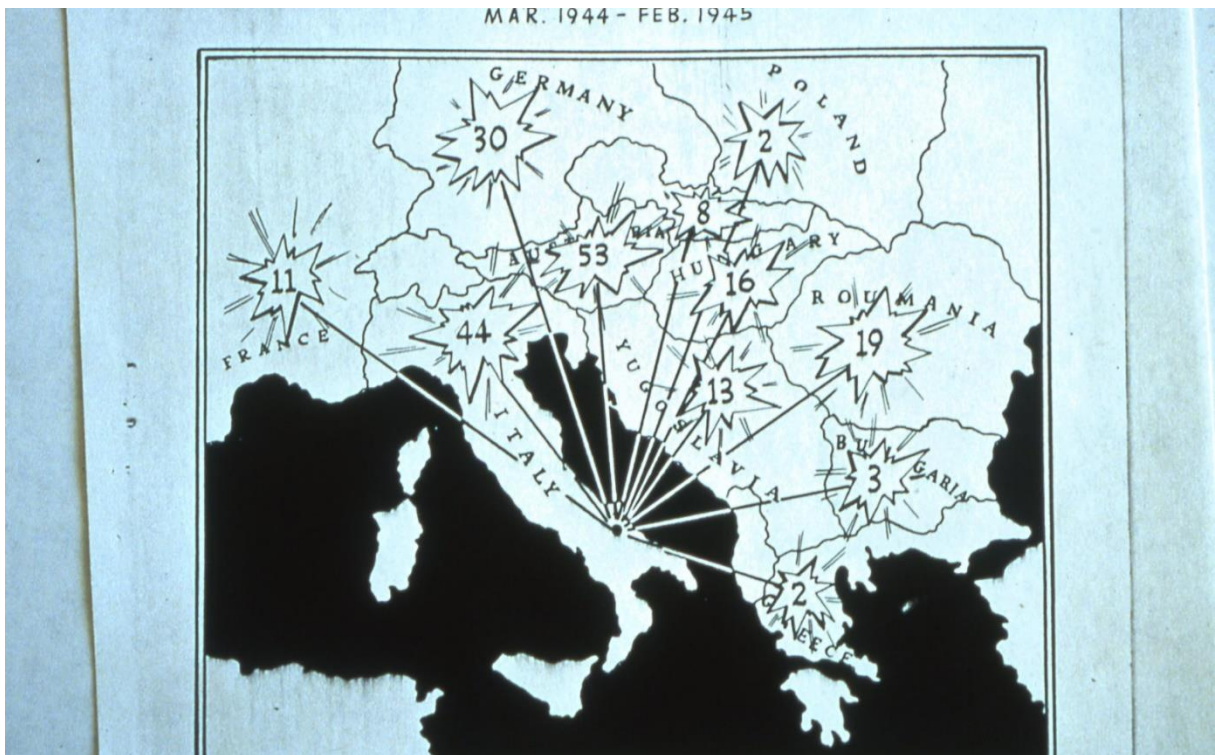 MAR. 1944 - FEB. 1945
GERMANY
POLAND
30
2
8
AUSTRIA
53
HUNGARY
16
11
FRANCE
44
ITALY
ROUMANIA
19
YUGOSLAVIA
13
BULGARIA
3
2
GREECE